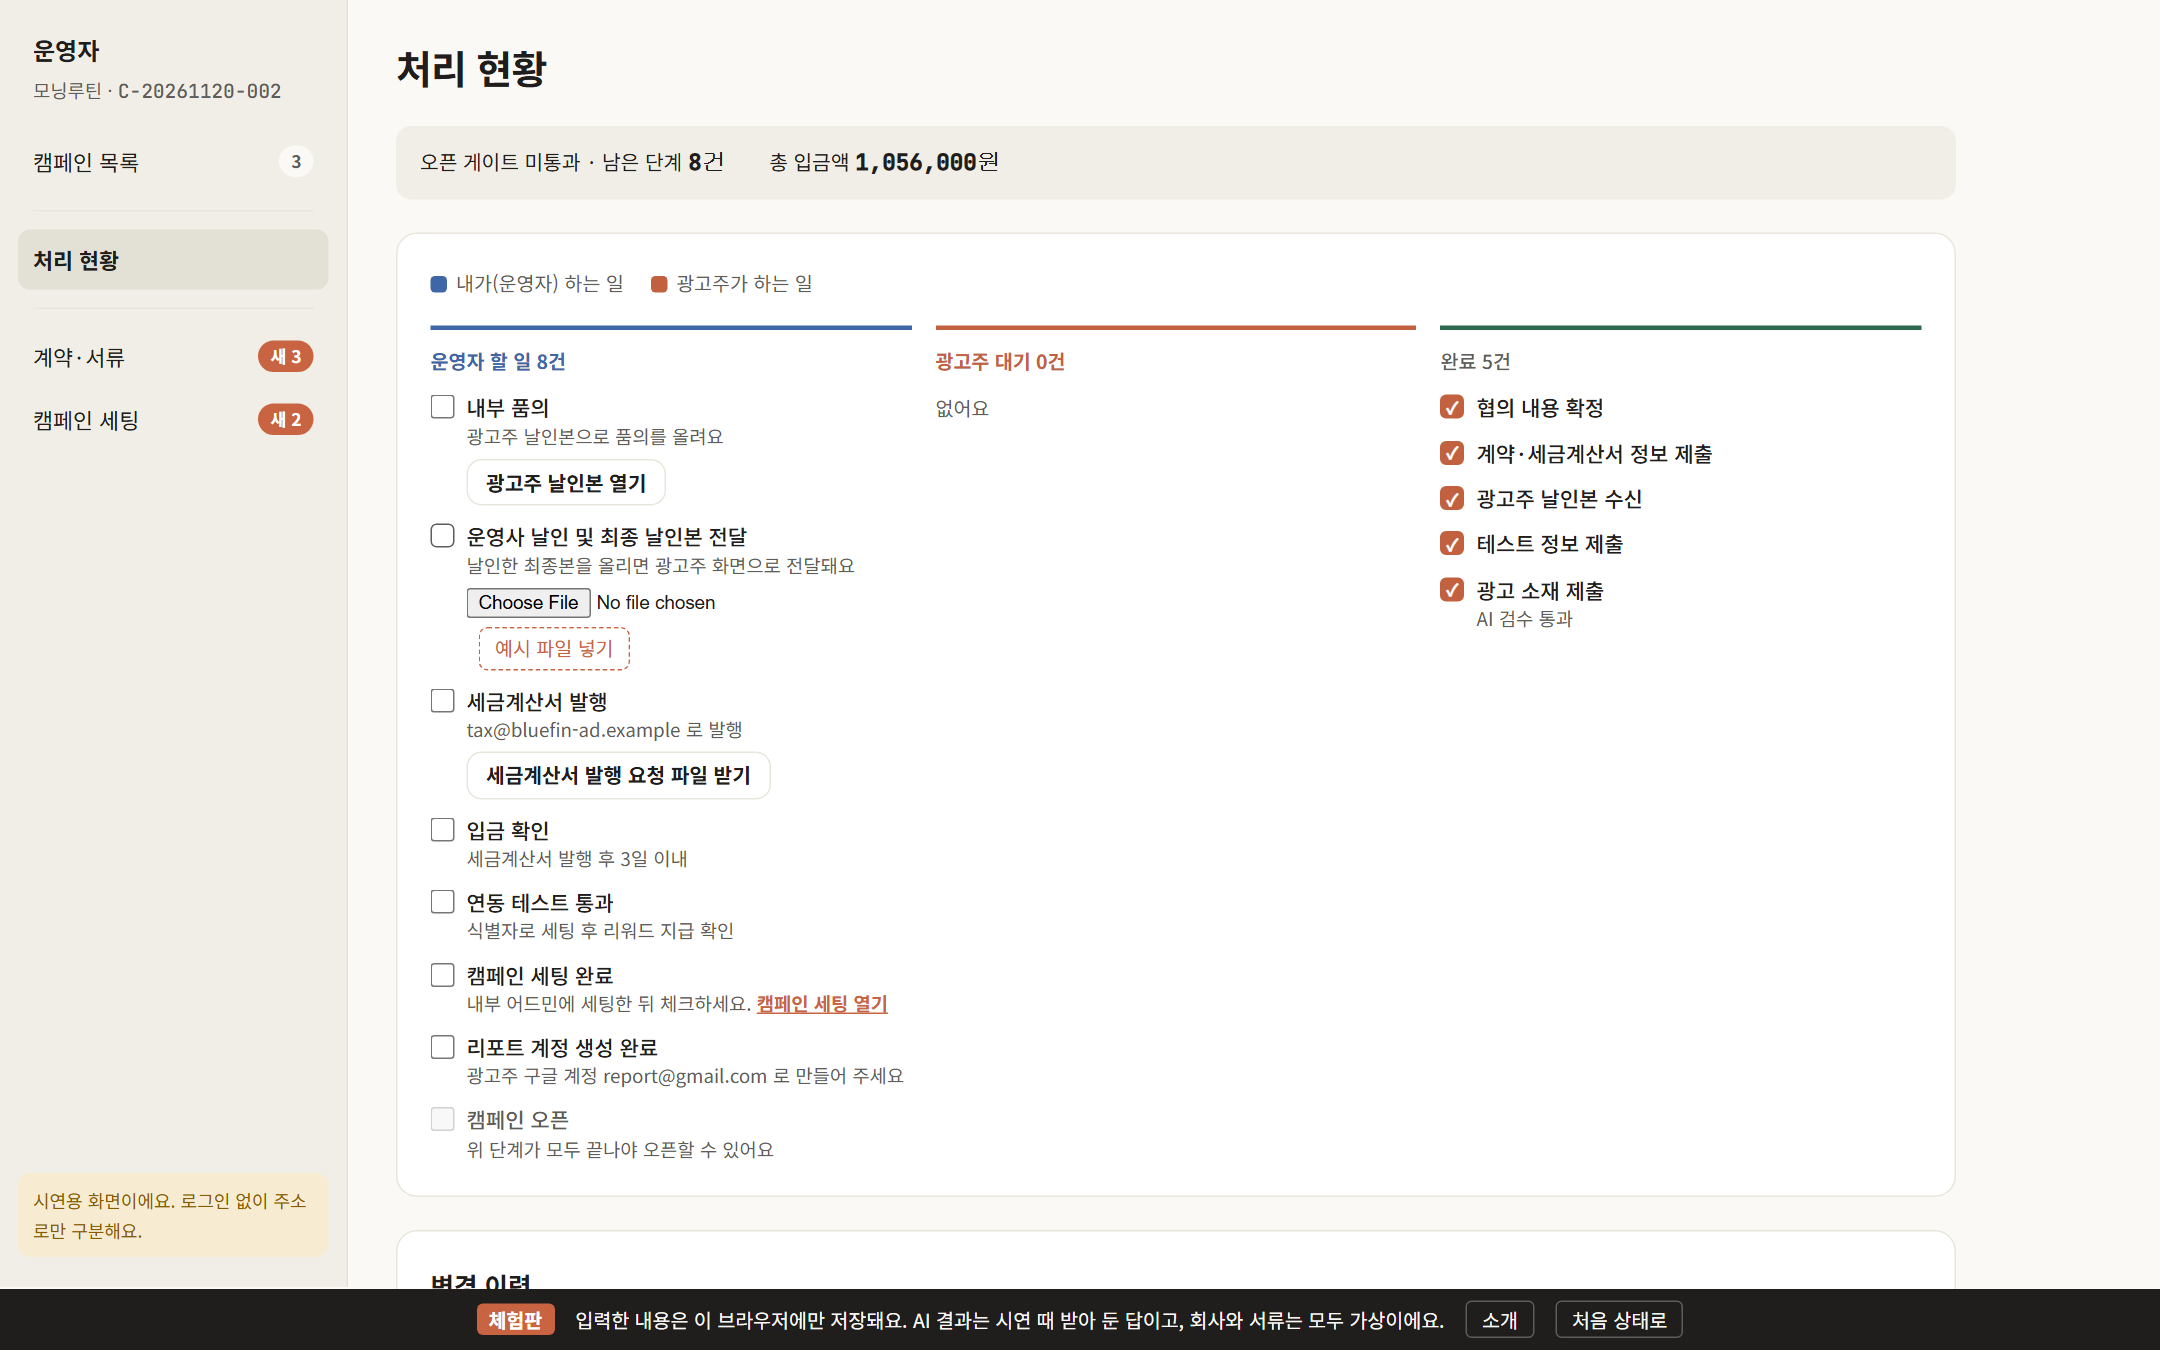 운영자
모닝루틴 · C-20261120-002
캠페인 목록 3
처리 현황
계약·서류 새 3
캠페인 세팅 새 2
시연용 화면이에요. 로그인 없이 주소
로만 구분해요.
처리 현황
오픈 게이트 미통과 · 남은 단계 8건 총 입금액 1,056,000원
내가(운영자) 하는 일 광고주가 하는 일
운영자 할 일 8건
내부 품의
광고주 날인본으로 품의를 올려요
광고주 날인본 열기
운영사 날인 및 최종 날인본 전달
날인한 최종본을 올리면 광고주 화면으로 전달돼요
Choose File No file chosen
예시 파일 넣기
세금계산서 발행
tax@bluefin-ad.example 로 발행
세금계산서 발행 요청 파일 받기
입금 확인
세금계산서 발행 후 3일 이내
연동 테스트 통과
식별자로 세팅 후 리워드 지급 확인
캠페인 세팅 완료
내부 어드민에 세팅한 뒤 체크하세요. 캠페인 세팅 열기
리포트 계정 생성 완료
광고주 구글 계정 report@gmail.com 로 만들어 주세요
캠페인 오픈
위 단계가 모두 끝나야 오픈할 수 있어요
광고주 대기 0건
없어요
완료 5건
협의 내용 확정
계약·세금계산서 정보 제출
광고주 날인본 수신
테스트 정보 제출
광고 소재 제출
AI 검수 통과
변경 이력
체험판 입력한 내용은 이 브라우저에만 저장돼요. AI 결과는 시연 때 받아 둔 답이고, 회사와 서류는 모두 가상이에요. 소개 처음 상태로